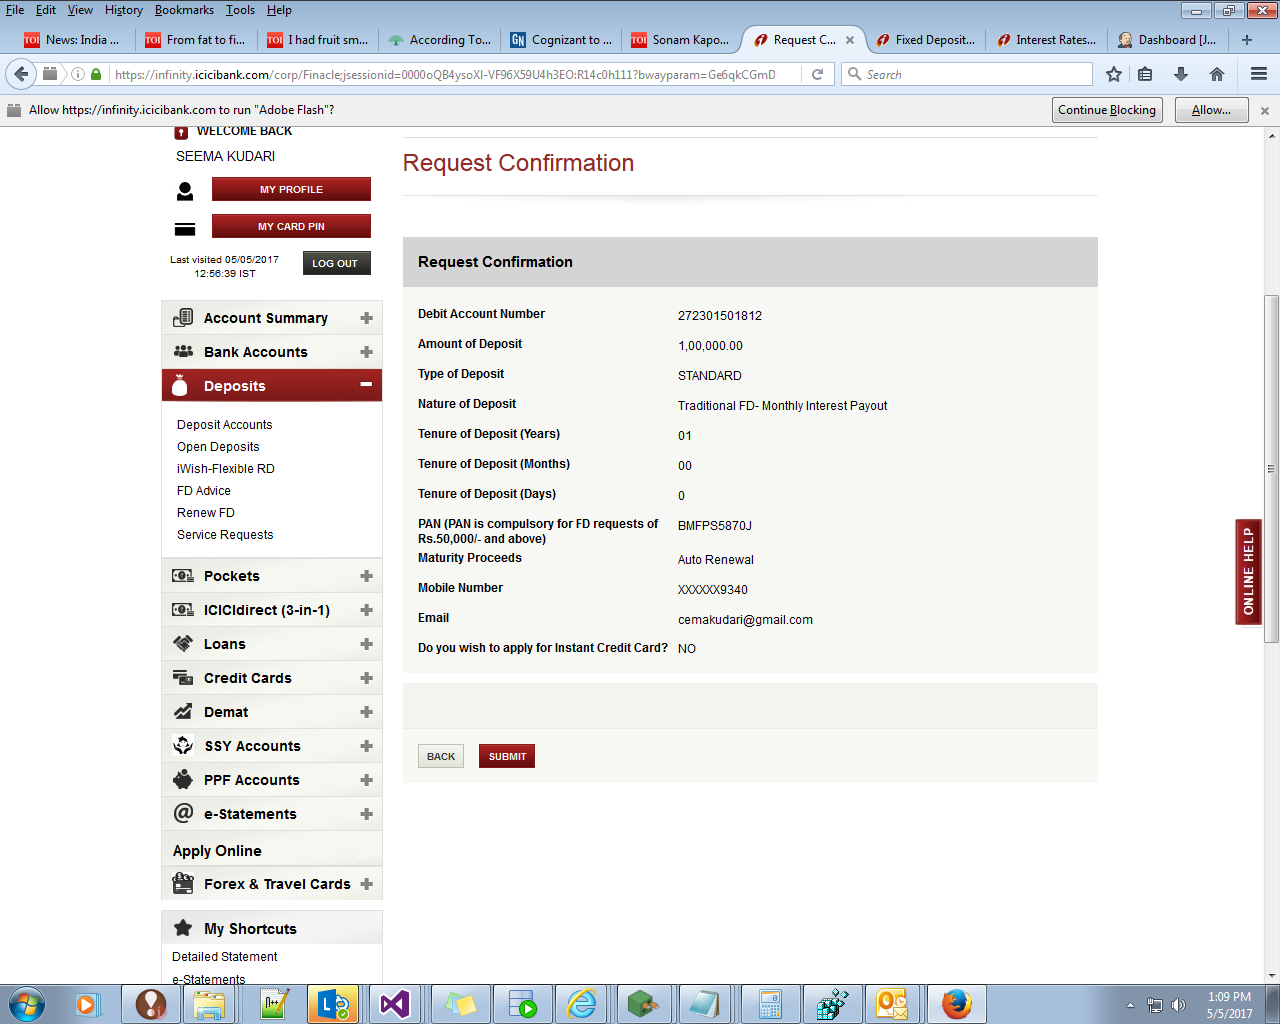 File Edit View History Bookmarks Tools Help
TOI News: India ...
TOI From fat to fi...
TOI I had fruit sm...
According To...
GN Cognizant to ...
TOI Sonam Kapo...
Request C...
Fixed Deposit...
Interest Rates...
Dashboard [J...
https://infinity.icicibank.com/corp/Finacle;jsessionid=0000oQB4ysoXI-VF96X59U4h3EO:R14c0h111?bwayparam=Ge6qkCGmD
Search
Allow https://infinity.icicibank.com to run "Adobe Flash"?
Continue Blocking
Allow...
WELCOME BACK
SEEMA KUDARI
MY PROFILE
MY CARD PIN
Last visited 05/05/2017
12:56:39 IST
LOG OUT
Account Summary
Bank Accounts
Deposits
Deposit Accounts
Open Deposits
iWish-Flexible RD
FD Advice
Renew FD
Service Requests
Pockets
ICICIdirect (3-in-1)
Loans
Credit Cards
Demat
SSY Accounts
PPF Accounts
e-Statements
Apply Online
Forex & Travel Cards
My Shortcuts
Detailed Statement
e-Statements
Request Confirmation
Request Confirmation
Debit Account Number 272301501812
Amount of Deposit 1,00,000.00
Type of Deposit STANDARD
Nature of Deposit Traditional FD- Monthly Interest Payout
Tenure of Deposit (Years) 01
Tenure of Deposit (Months) 00
Tenure of Deposit (Days) 0
PAN (PAN is compulsory for FD requests of BMFPS5870J
Rs.50,000/- and above)
Maturity Proceeds Auto Renewal
Mobile Number XXXXXX9340
Email cemakudari@gmail.com
Do you wish to apply for Instant Credit Card? NO
BACK
SUBMIT
ONLINE HELP
1:09 PM
5/5/2017